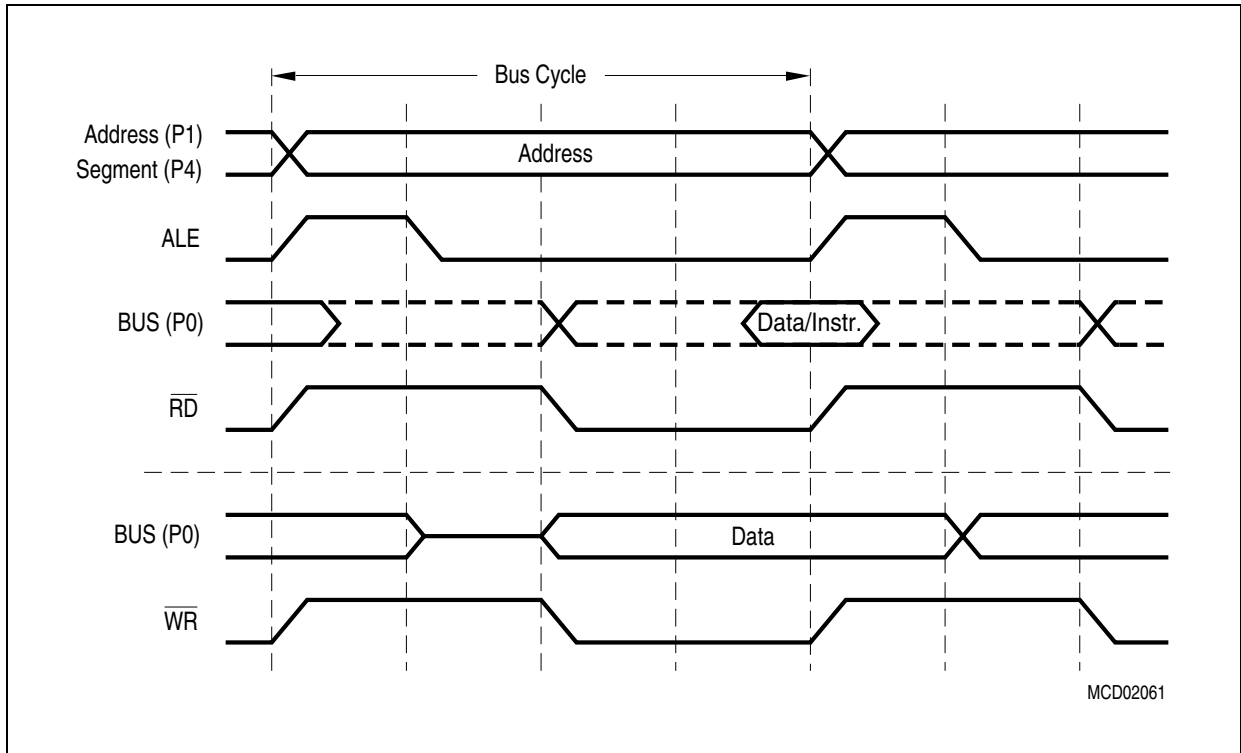 Bus Cycle
Address (P1)
Segment (P4)
Address
ALE
BUS (P0)
Data/Instr.
RD
BUS (P0)
Data
WR
MCD02061